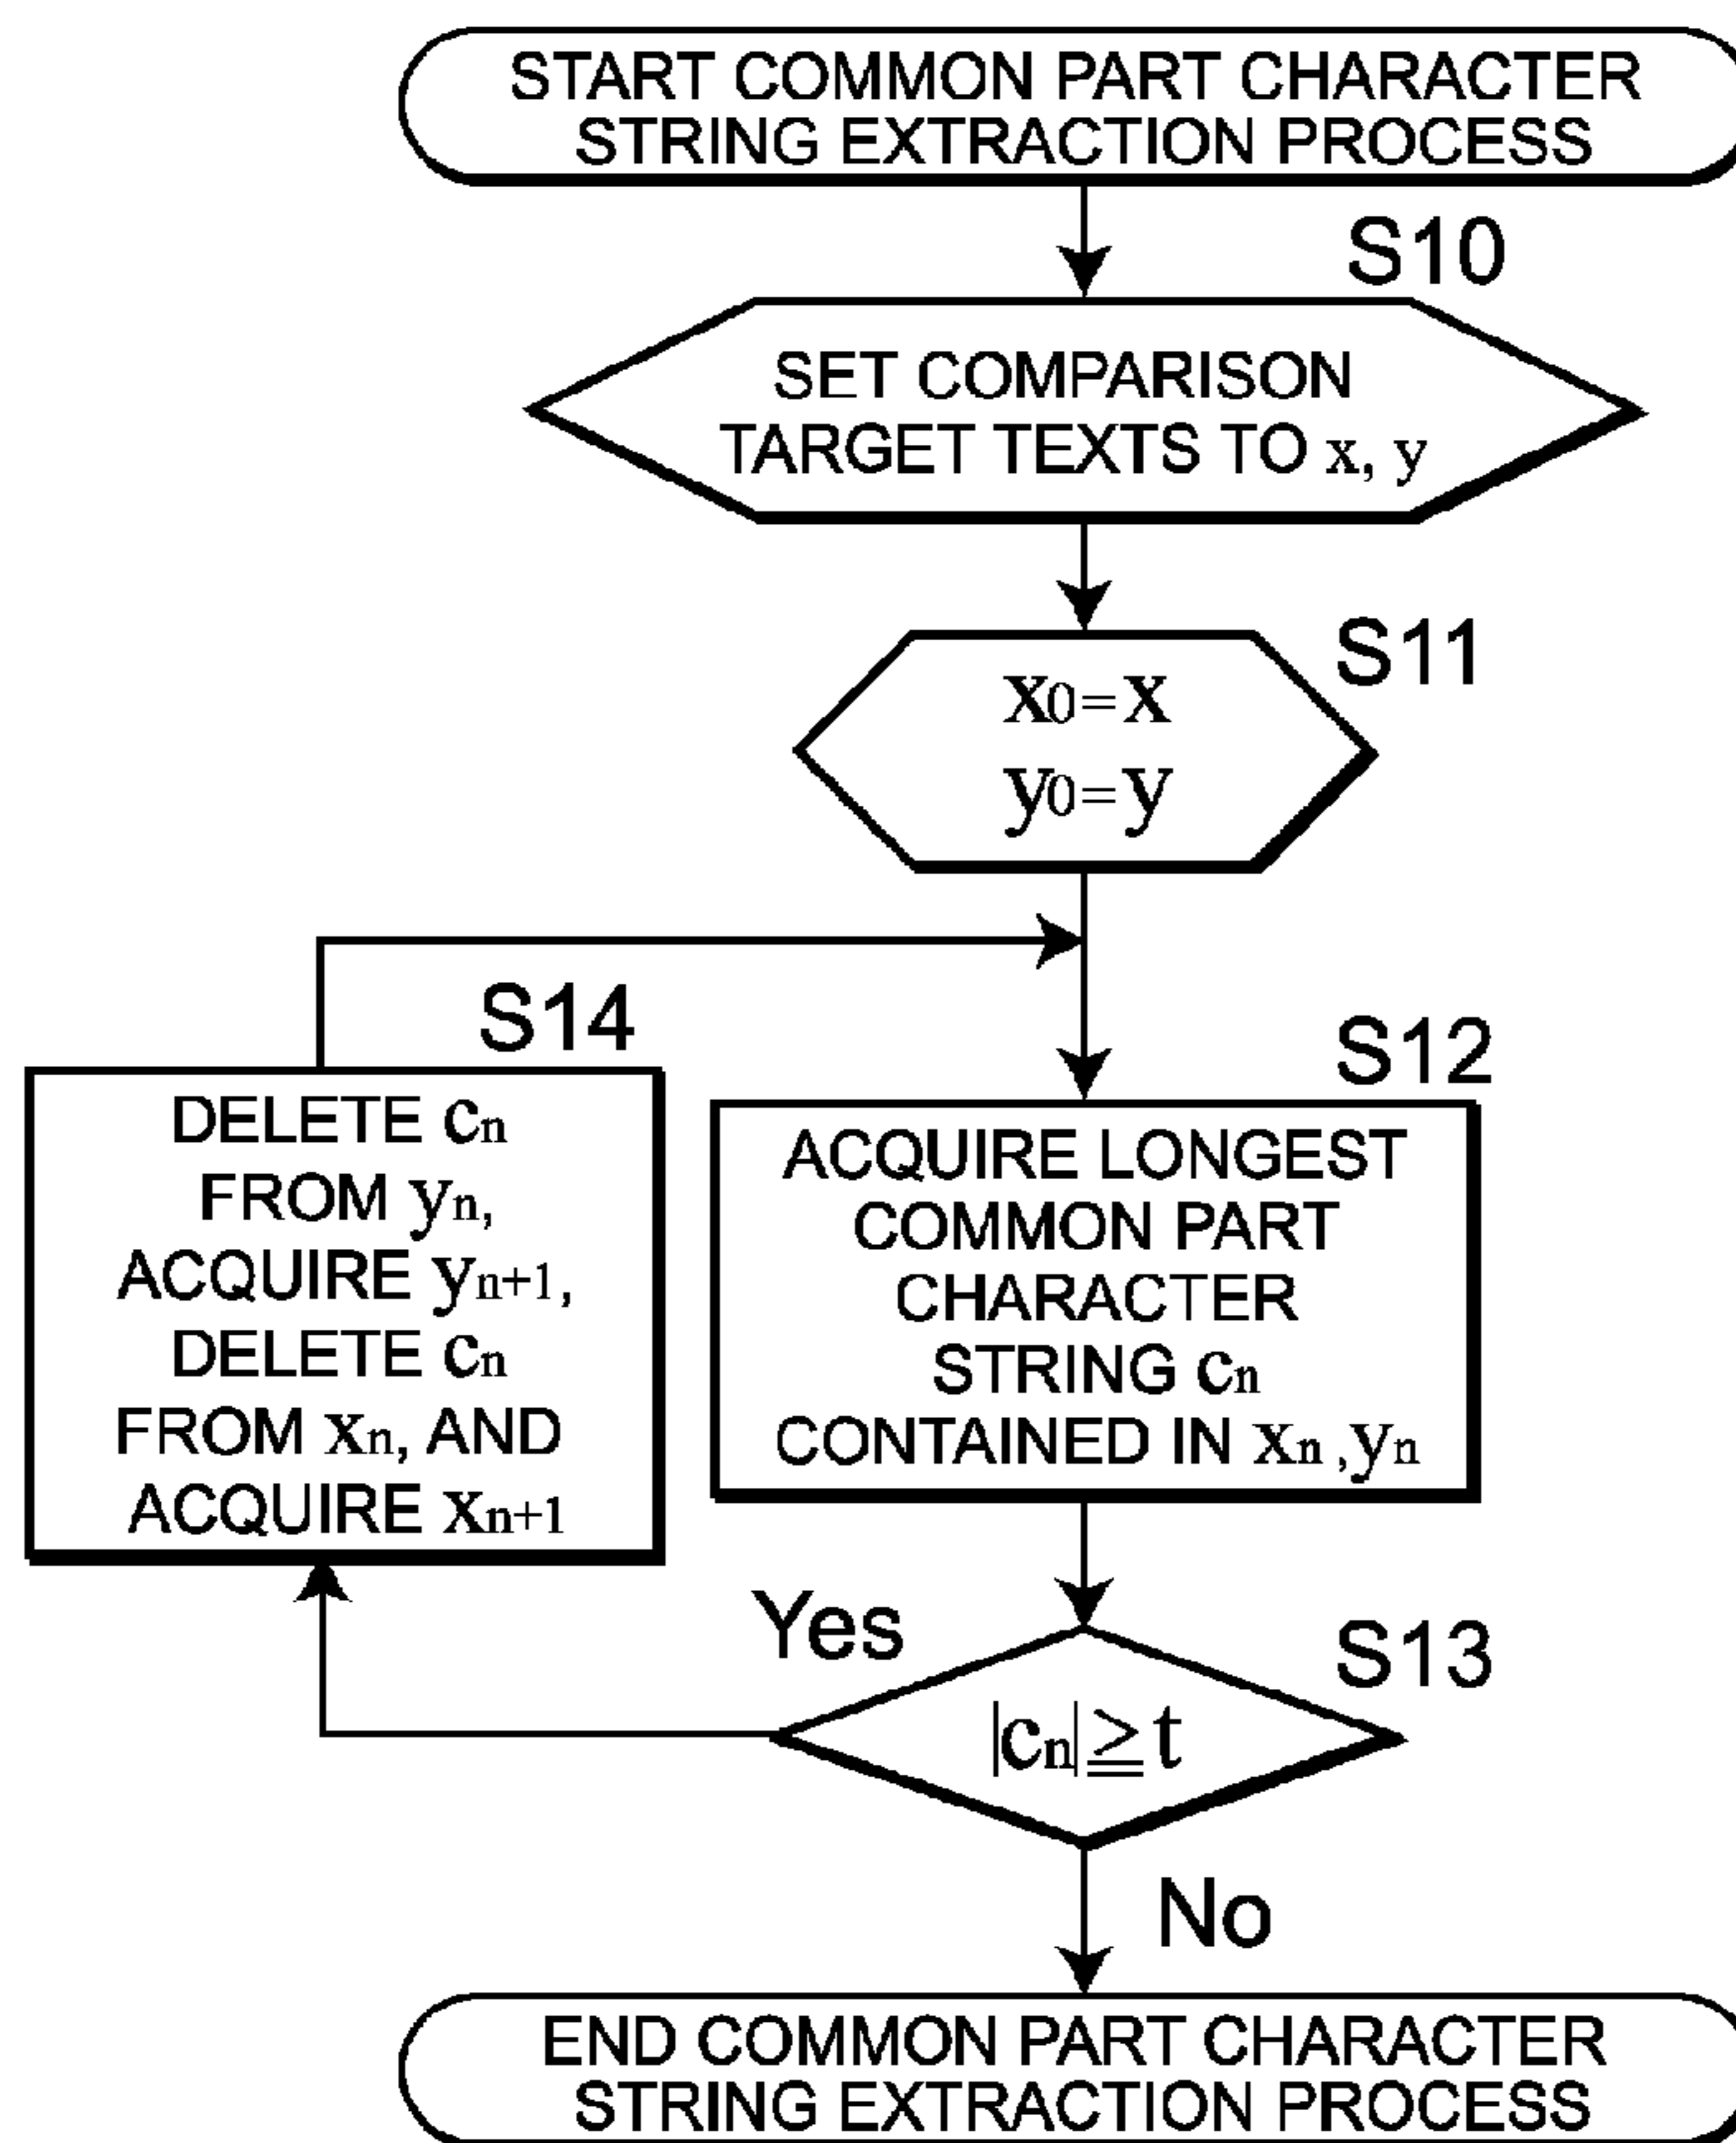 START COMMON PART CHARACTER
STRING EXTRACTION PROCESS
S10
SET COMPARISON
TARGET TEXTS TO x, y
S11
x0=x
y0=y
S14
DELETE cn
FROM yn,
ACQUIRE yn+1,
DELETE cn
FROM xn, AND
ACQUIRE xn+1
S12
ACQUIRE LONGEST
COMMON PART
CHARACTER
STRING cn
CONTAINED IN xn ,yn
Yes
S13
|cn|≧t
No
END COMMON PART CHARACTER
STRING EXTRACTION PROCESS